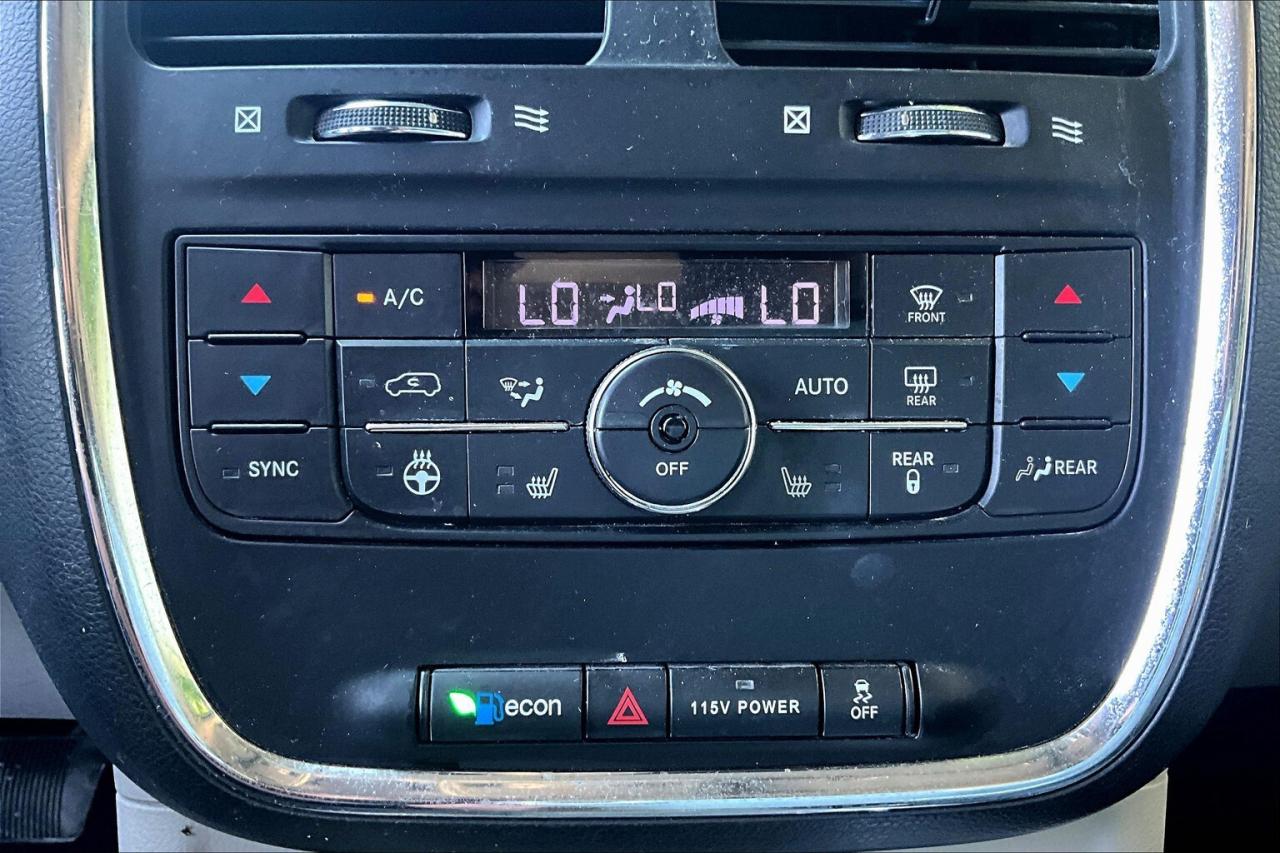 A/C
LO LO LO
FRONT
AUTO
REAR
SYNC
OFF
REAR
REAR
econ
115V POWER
OFF